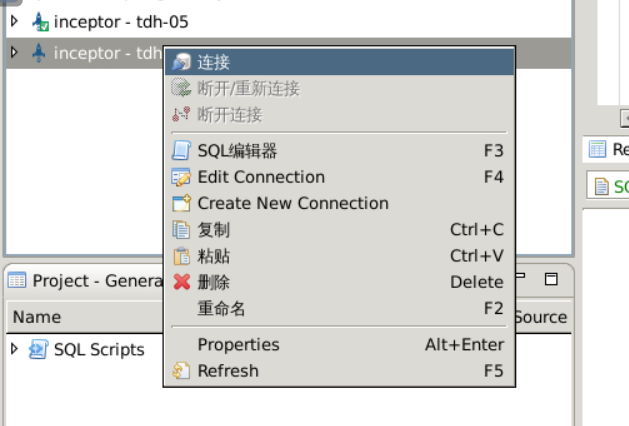 inceptor - tdh-05
inceptor - tdh
连接
断开/重新连接
断开连接
SQL编辑器 F3
Edit Connection F4
Create New Connection
复制 Ctrl+C
粘贴 Ctrl+V
删除 Delete
重命名 F2
Properties Alt+Enter
Refresh F5
Project - Genera
Name
Source
SQL Scripts
Re